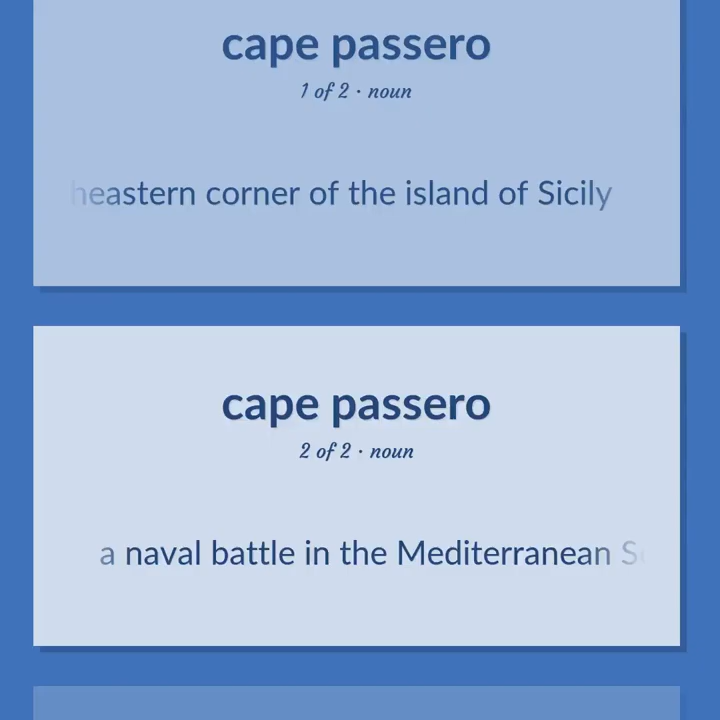 cape passero
1 of 2 · noun
heastern corner of the island of Sicily
cape passero
2 of 2 · noun
a naval battle in the Mediterranean